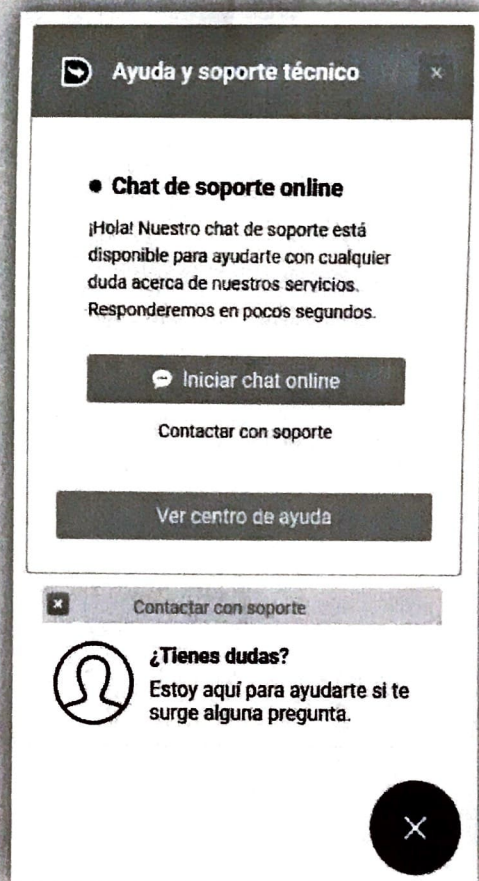 Ayuda y soporte técnico
Chat de soporte online
¡Hola! Nuestro chat de soporte está
disponible para ayudarte con cualquier
duda acerca de nuestros servicios.
Responderemos en pocos segundos.
Iniciar chat online
Contactar con soporte
Ver centro de ayuda
Contactar con soporte
¿Tienes dudas?
Estoy aquí para ayudarte si te
surge alguna pregunta.